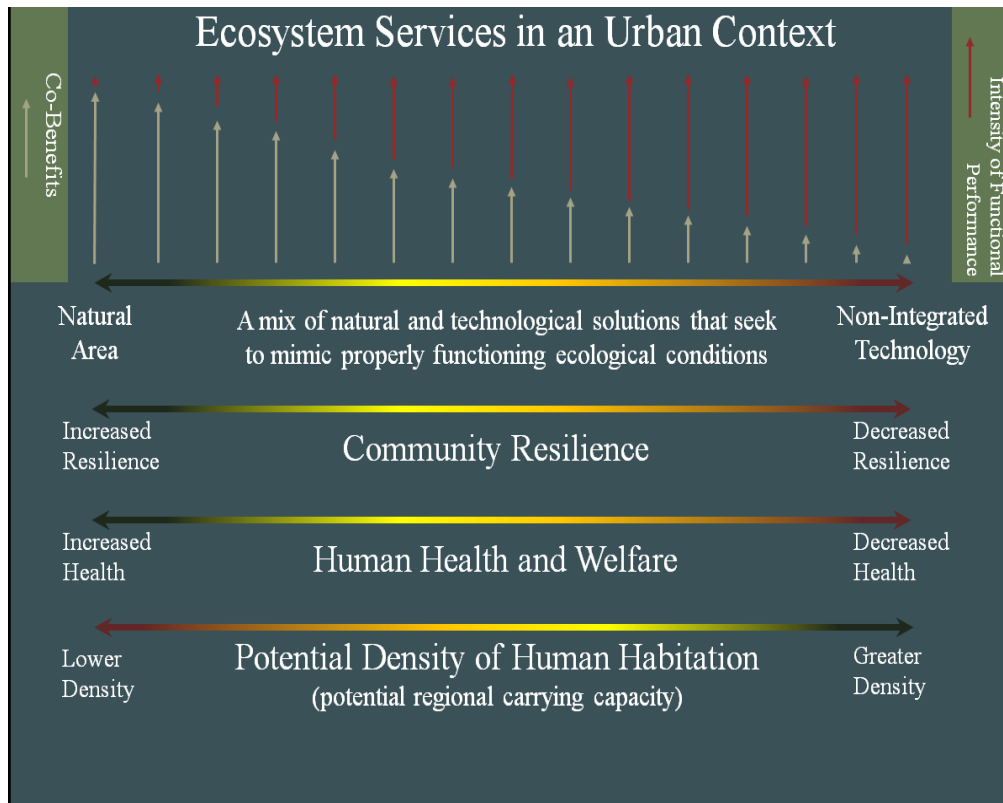 Ecosystem Services in an Urban Context
Co-Benefits
Intensity of Functional
Performance
Natural
Area
A mix of natural and technological solutions that seek
to mimic properly functioning ecological conditions
Non-Integrated
Technology
Increased
Resilience
Community Resilience
Decreased
Resilience
Increased
Health
Human Health and Welfare
Decreased
Health
Lower
Density
Potential Density of Human Habitation
(potential regional carrying capacity)
Greater
Density